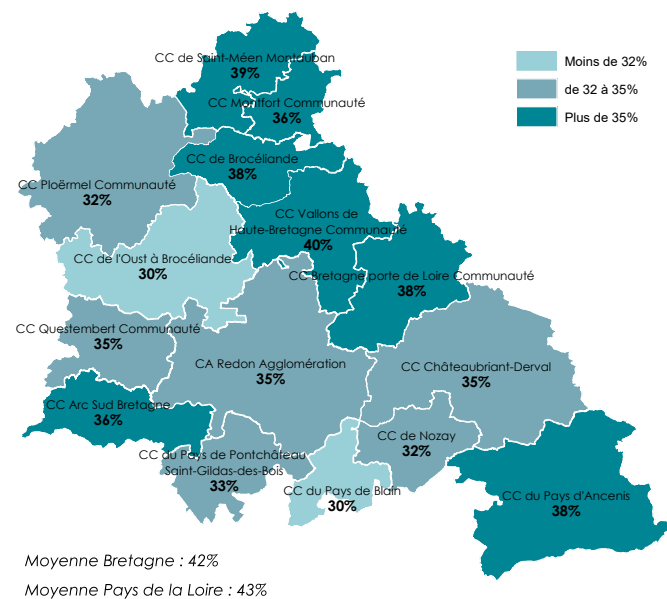 CC de Saint-Méen Montauban
39%
Moins de 32%
de 32 à 35%
Plus de 35%
CC Montfort Communauté
36%
CC de Brocéliande
38%
CC Ploërmel Communauté
32%
CC Vallons de
Haute-Bretagne Communauté
40%
CC de l'Oust à Brocéliande
30%
CC Bretagne porte de Loire Communauté
38%
CC Questembert Communauté
35%
CA Redon Agglomération
35%
CC Châteaubriant-Derval
35%
CC Arc Sud Bretagne
36%
CC de Nozay
32%
CC du Pays de Pontchâteau
Saint-Gildas-des-Bois
33%
CC du Pays de Blain
30%
CC du Pays d'Ancenis
38%
Moyenne Bretagne : 42%
Moyenne Pays de la Loire : 43%